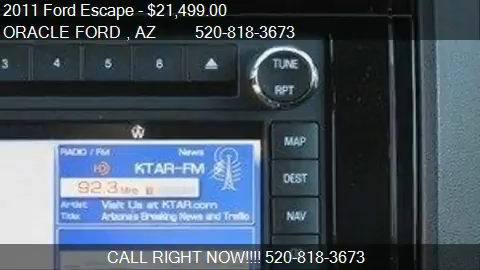 2011 Ford Escape - $21,499.00
ORACLE FORD , AZ 520-818-3673
3 4 5 6 TUNE
RPT
RADIO / FM News
HD KTAR-FM
92.3 MHz
Artist: Visit Us at KTAR.com
Title: Arizona's Breaking News and Traffic
MAP
DEST
NAV
CALL RIGHT NOW!!!! 520-818-3673